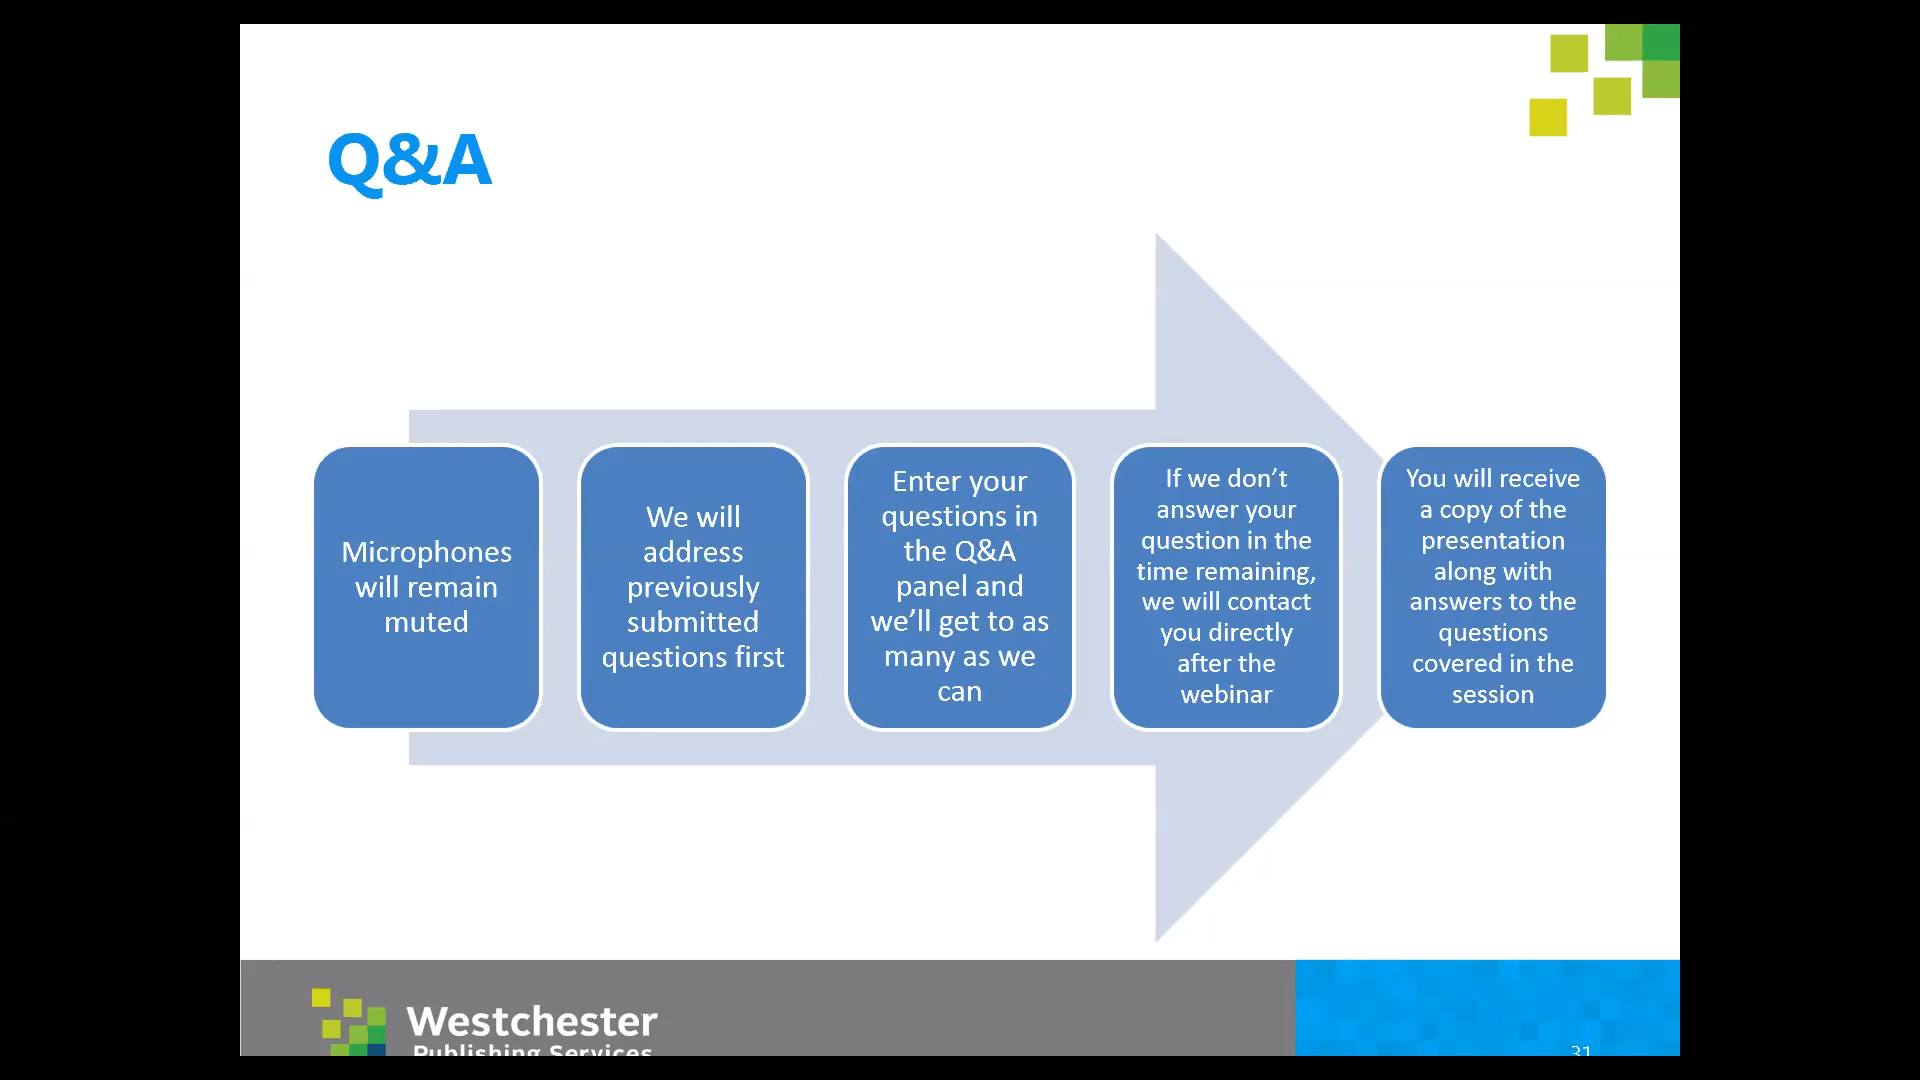 Q&A
Microphones
will remain
muted
We will
address
previously
submitted
questions first
Enter your
questions in
the Q&A
panel and
we’ll get to as
many as we
can
If we don’t
answer your
question in the
time remaining,
we will contact
you directly
after the
webinar
You will receive
a copy of the
presentation
along with
answers to the
questions
covered in the
session
Westchester
Publishing Services
31